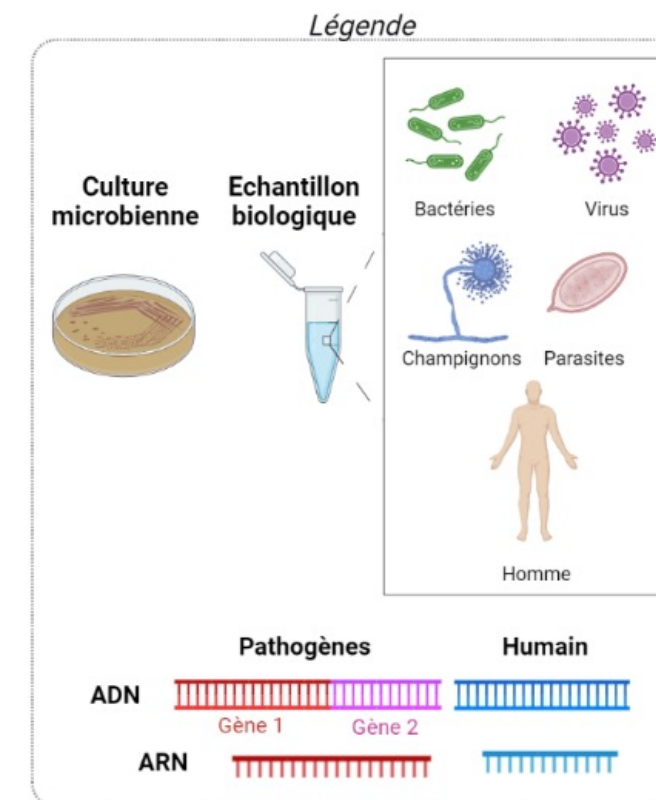 Légende
Culture
microbienne
Echantillon
biologique
Bactéries
Virus
Champignons
Parasites
Homme
Pathogènes
Humain
ADN
Gène 1
Gène 2
ARN